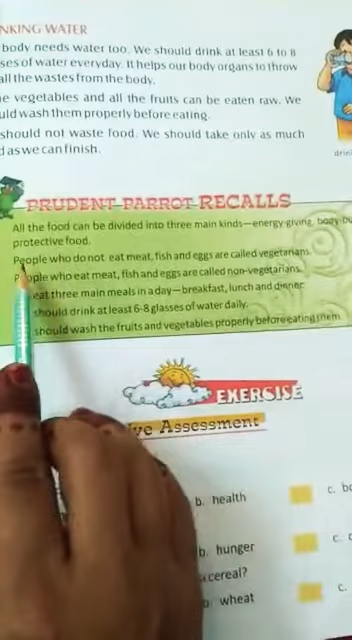 NKING WATER
body needs water too. We should drink at least 6 to 8
ses of water everyday. It helps our body organs to throw
all the wastes from the body.
e vegetables and all the fruits can be eaten raw. We
uld wash them properly before eating.
should not waste food. We should take only as much
d as we can finish.
drin
PRUDENT PARROT RECALLS
All the food can be divided into three main kinds—energy-giving, body-bu
protective food.
People who do not eat meat, fish and eggs are called vegetarians.
People who eat meat, fish and eggs are called non-vegetarians.
eat three main meals in a day—breakfast, lunch and dinner.
should drink at least 6-8 glasses of water daily.
should wash the fruits and vegetables properly before eating them.
EXERCISE
ve Assessment
b. health c. bo
b. hunger c.
cereal?
b. wheat c.